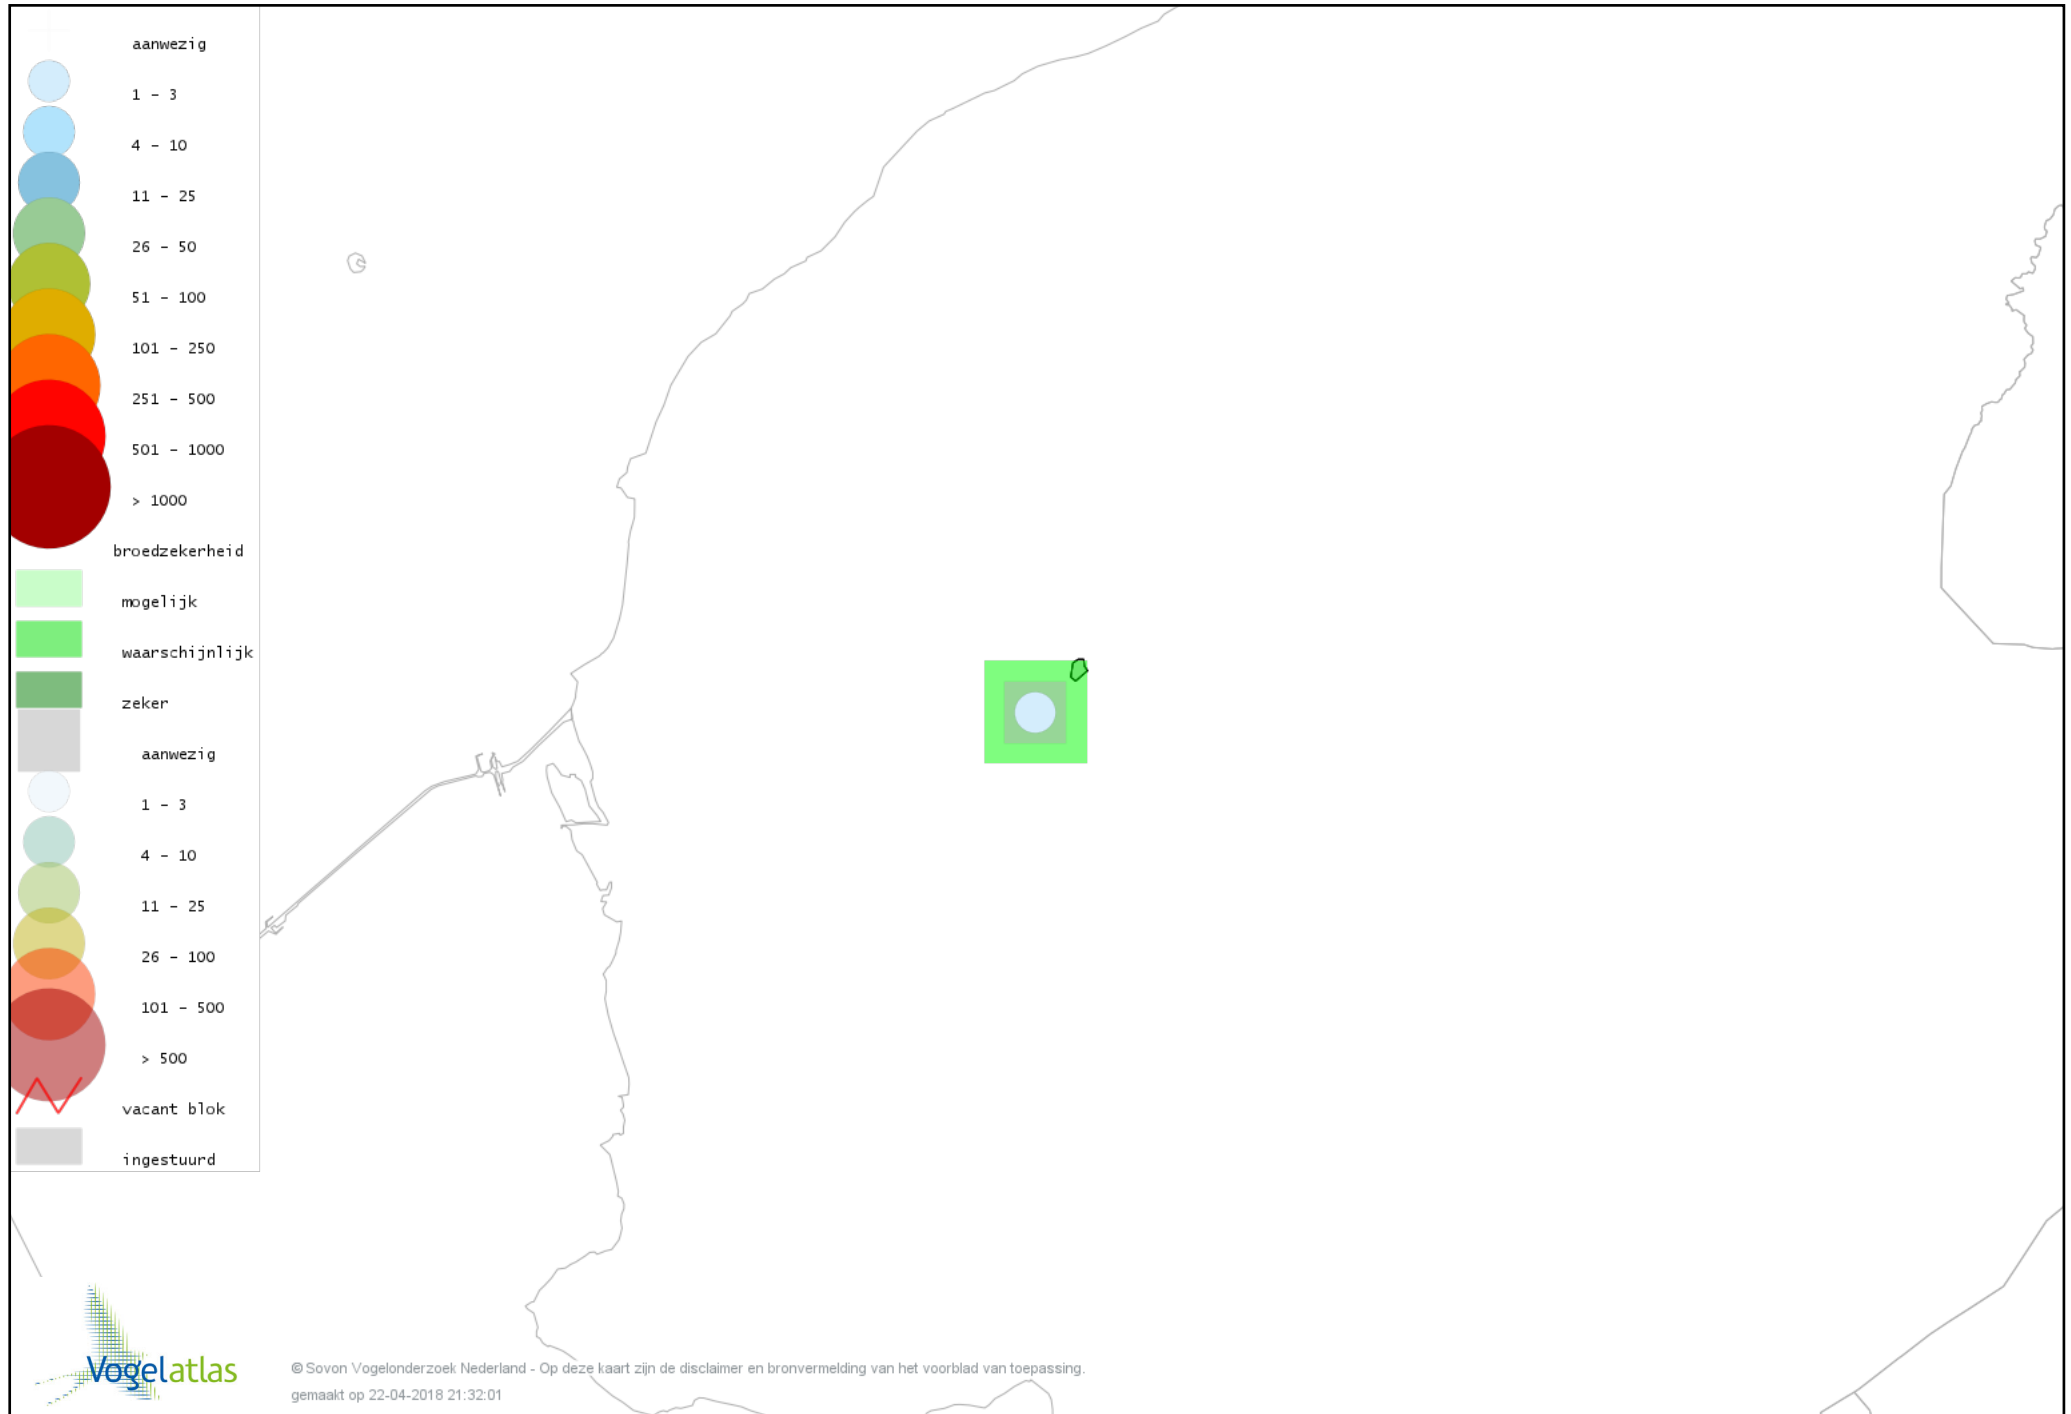 aanwezig
1 - 3
4 - 10
11 - 25
26 - 50
51 - 100
101 - 250
251 - 500
501 - 1000
> 1000
broedzekerheid
mogelijk
waarschijnlijk
zeker
aanwezig
1 - 3
4 - 10
11 - 25
26 - 100
101 - 500
> 500
vacant blok
ingestuurd
Vogelatlas
© Sovon Vogelonderzoek Nederland - Op deze kaart zijn de disclaimer en bronvermelding van het voorblad van toepassing.
gemaakt op 22-04-2018 21:32:01